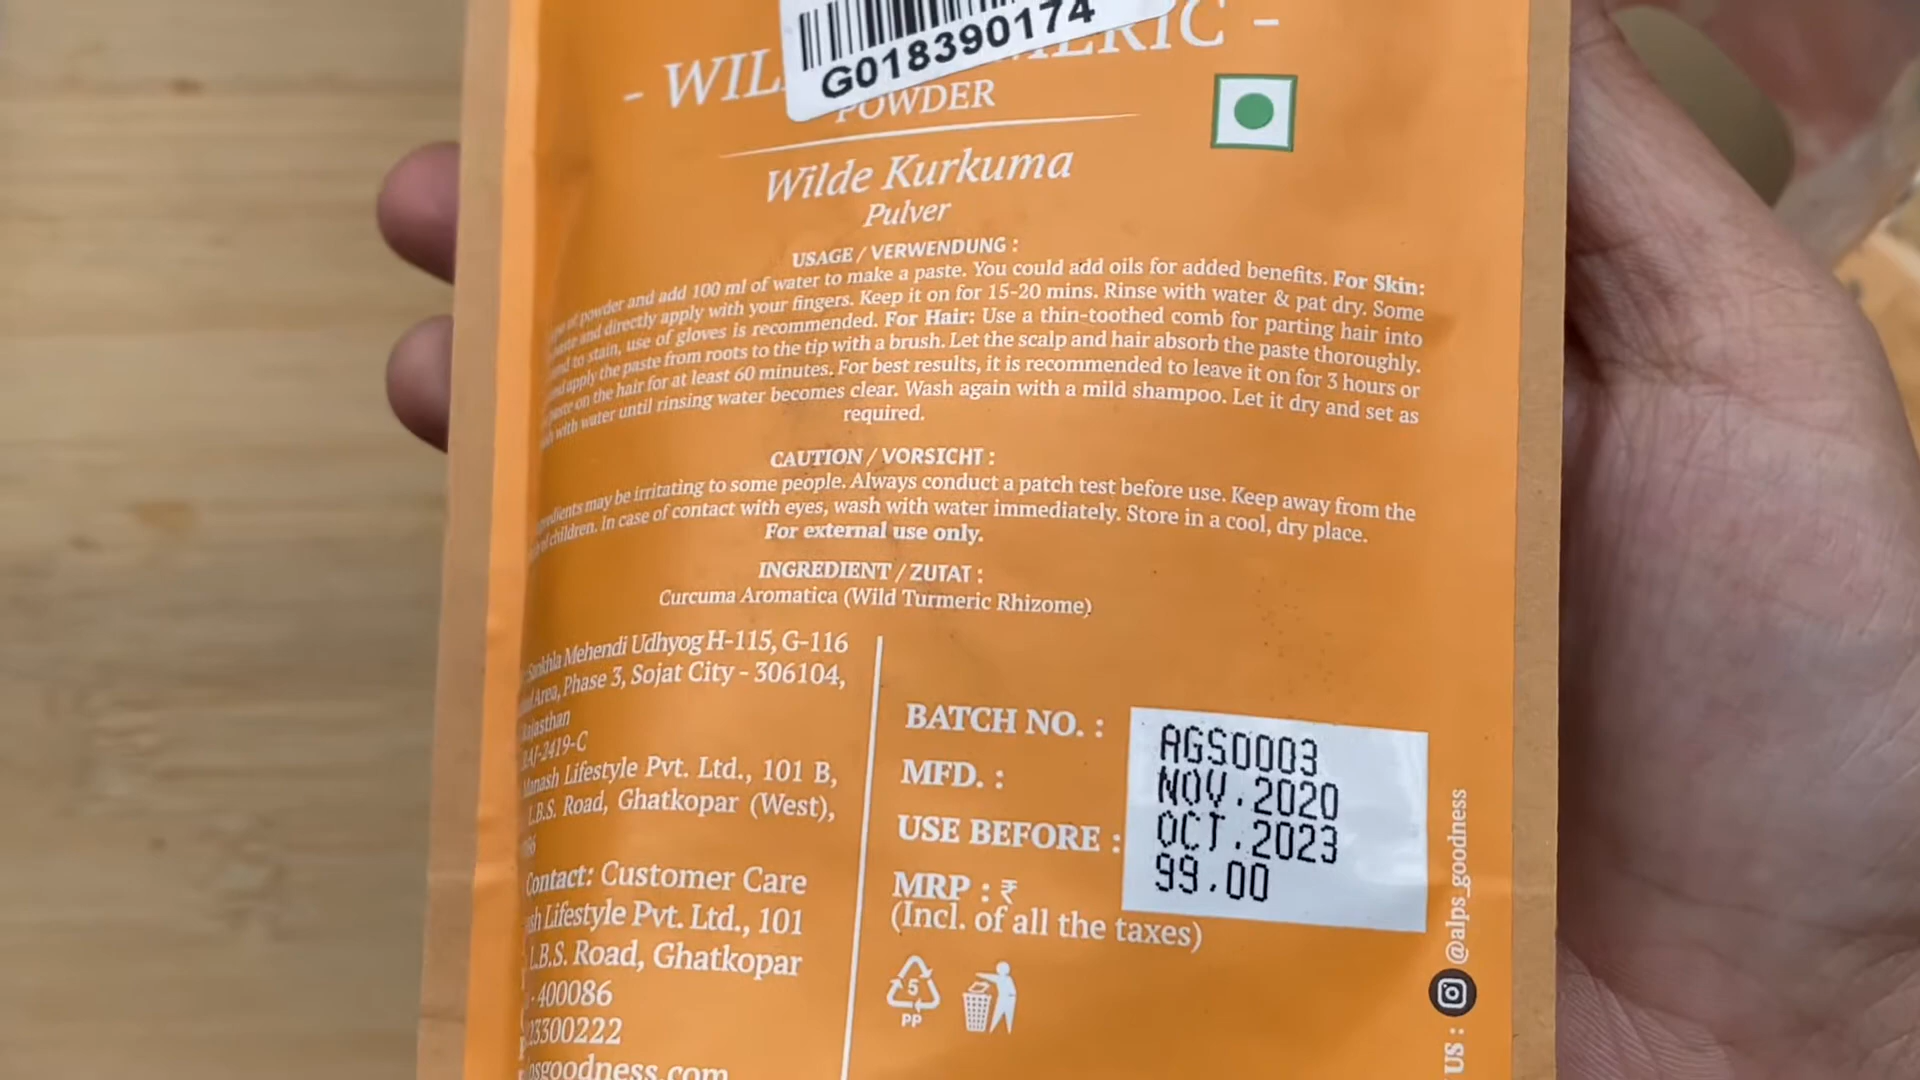 G018390174
- WIL ERIC -
POWDER
Wilde Kurkuma
Pulver
USAGE / VERWENDUNG :
of powder and add 100 ml of water to make a paste. You could add oils for added benefits. For Skin:
and directly apply with your fingers. Keep it on for 15-20 mins. Rinse with water & pat dry. Some
to stain, use of gloves is recommended. For Hair: Use a thin-toothed comb for parting hair into
apply the paste from roots to the tip with a brush. Let the scalp and hair absorb the paste thoroughly.
on the hair for at least 60 minutes. For best results, it is recommended to leave it on for 3 hours or
with water until rinsing water becomes clear. Wash again with a mild shampoo. Let it dry and set as
required.
CAUTION / VORSICHT :
may be irritating to some people. Always conduct a patch test before use. Keep away from the
of children. In case of contact with eyes, wash with water immediately. Store in a cool, dry place.
For external use only.
INGREDIENT / ZUTAT :
Curcuma Aromatica (Wild Turmeric Rhizome)
Mehendi Udhyog H-115, G-116
Area, Phase 3, Sojat City - 306104,
Rajasthan
2419-C
Lifestyle Pvt. Ltd., 101 B,
L.B.S. Road, Ghatkopar (West),
Contact: Customer Care
Lifestyle Pvt. Ltd., 101
L.B.S. Road, Ghatkopar
- 400086
23300222
goodness.com
BATCH NO. : AGS0003
MFD. : NOV.2020
USE BEFORE : OCT.2023
MRP : ₹ 99.00
(Incl. of all the taxes)
5
PP
US : @alps_goodness